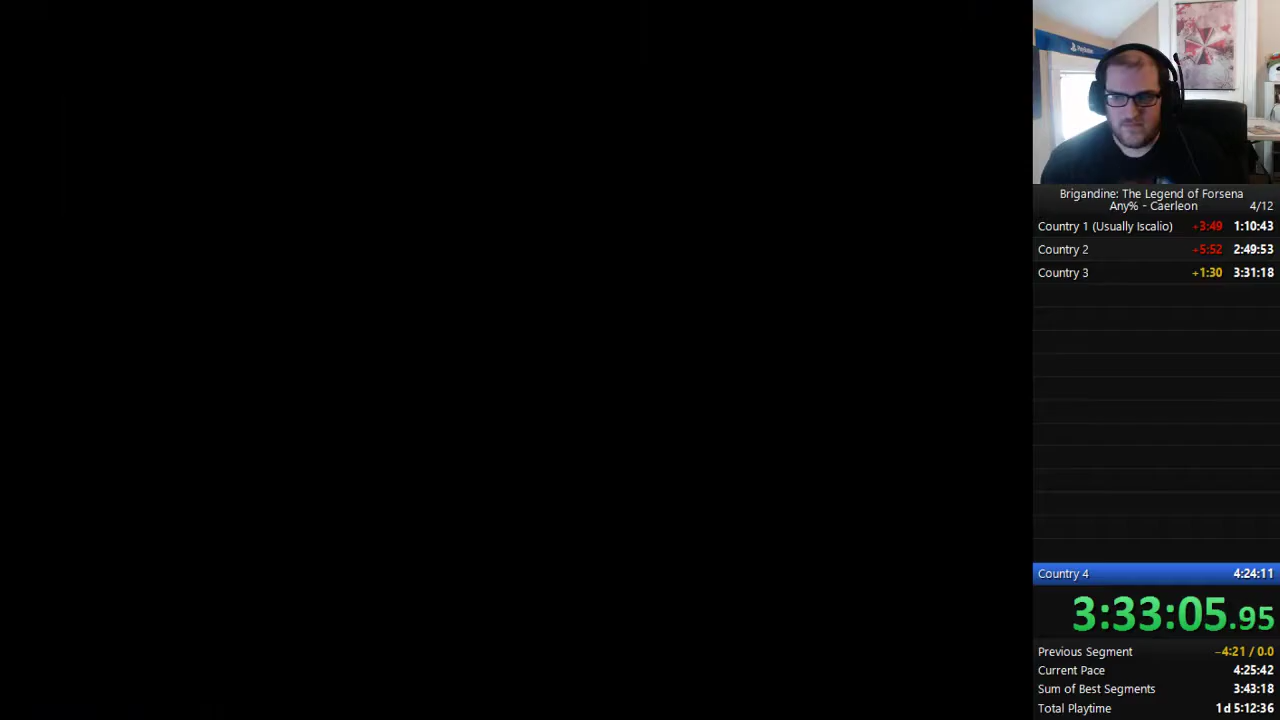 PlayStation
Brigandine: The Legend of Forsena
Any% - Caerleon 4/12
Country 1 (Usually Iscalio) +3:49 1:10:43
Country 2 +5:52 2:49:53
Country 3 +1:30 3:31:18
Country 4 4:24:11
3:33:05.95
Previous Segment −4:21 / 0.0
Current Pace 4:25:42
Sum of Best Segments 3:43:18
Total Playtime 1d 5:12:36